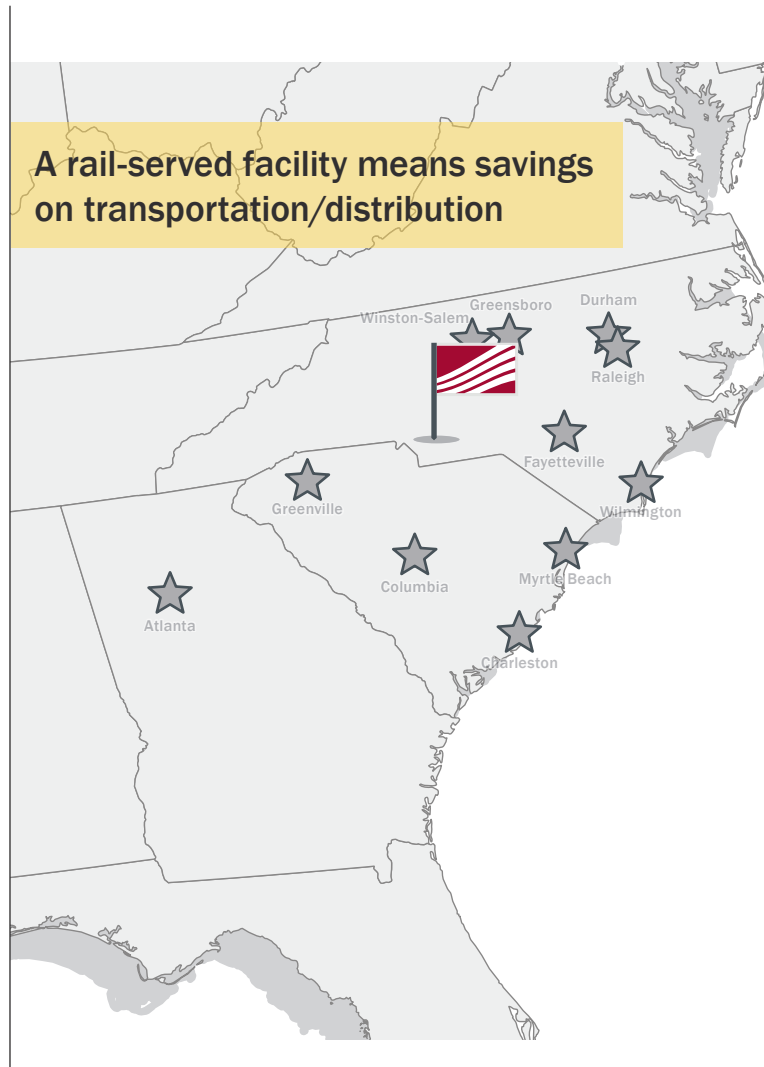 A rail-served facility means savings
on transportation/distribution
Greensboro
Durham
Winston-Salem
Raleigh
Fayetteville
Greenville
Wilmington
Columbia
Myrtle Beach
Atlanta
Charleston